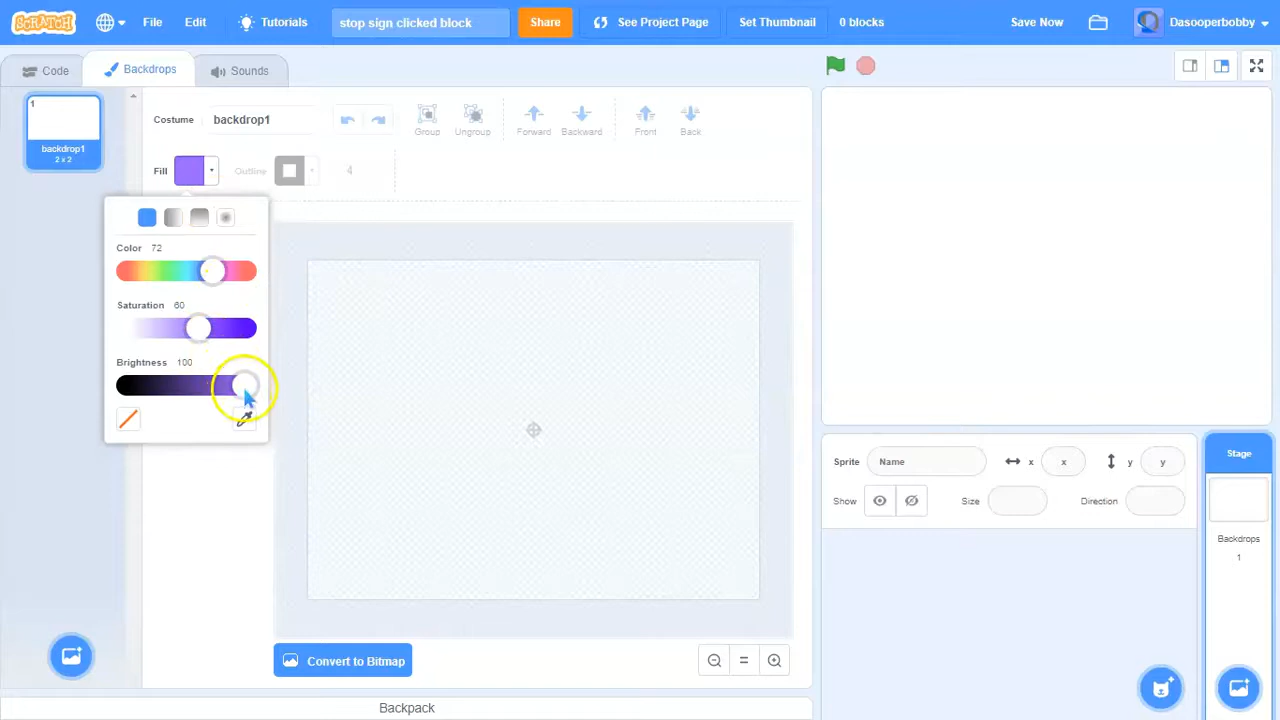 SCRATCH File Edit Tutorials stop sign clicked block Share See Project Page Set Thumbnail 0 blocks Save Now Dasooperbobby
Code Backdrops Sounds
1
backdrop1
2 x 2
Costume backdrop1
Group Ungroup Forward Backward Front Back
Fill Outline 4
Color 72
Saturation 60
Brightness 100
Convert to Bitmap
Backpack
Sprite Name x x y y
Show Size Direction
Stage
Backdrops
1